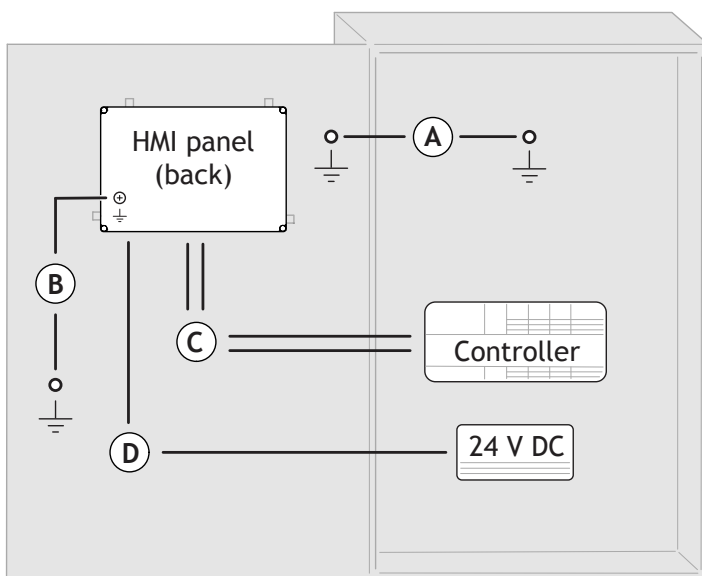 HMI panel
(back)
A
B
C
Controller
D
24 V DC